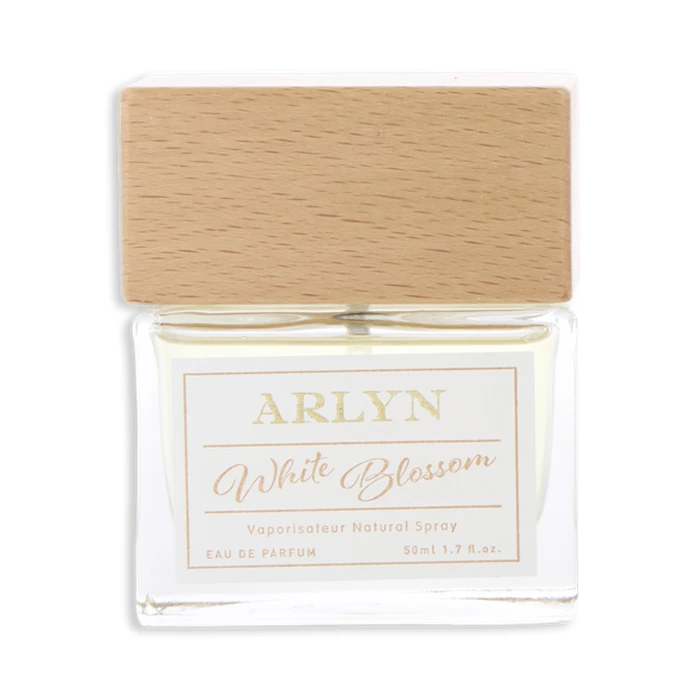 ARLYN
White Blossom
Vaporisateur Natural Spray
EAU DE PARFUM 50ml 1.7 fl.oz.